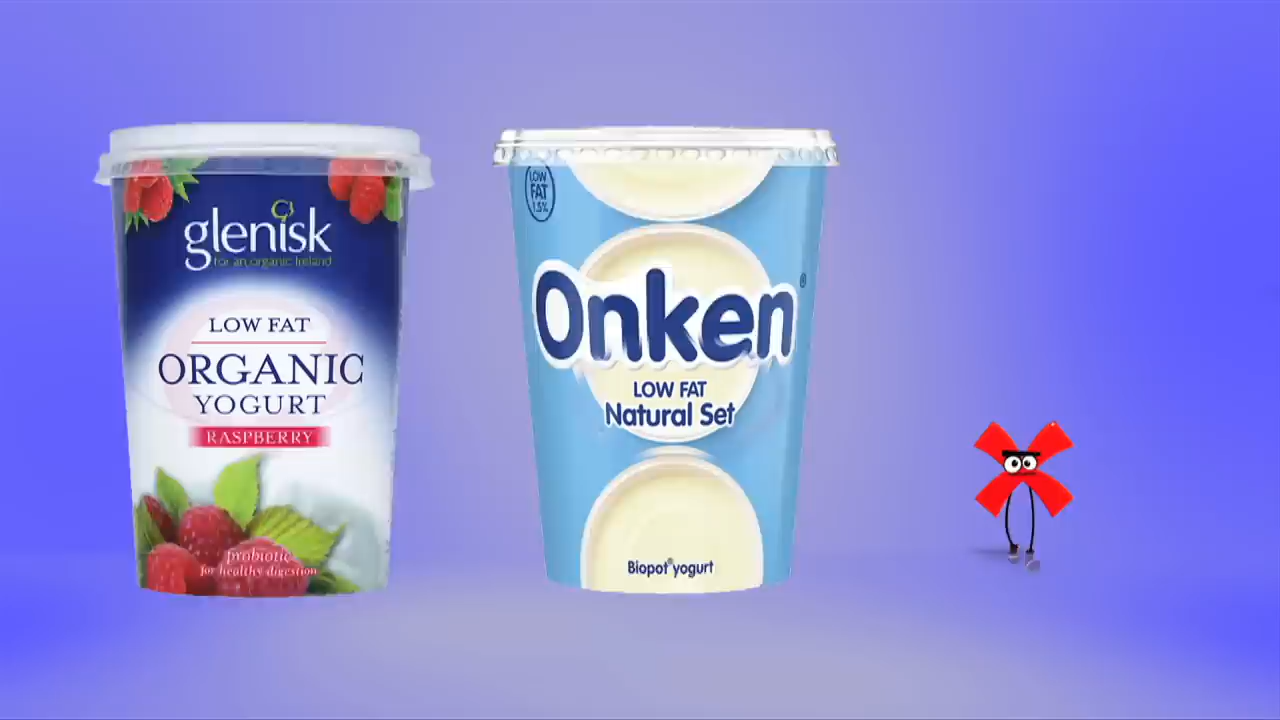 glenisk
for an organic Ireland
LOW FAT
ORGANIC
YOGURT
RASPBERRY
probiotic
for healthy digestion
LOW
FAT
1.5%
Onken®
LOW FAT
Natural Set
Biopot® yogurt